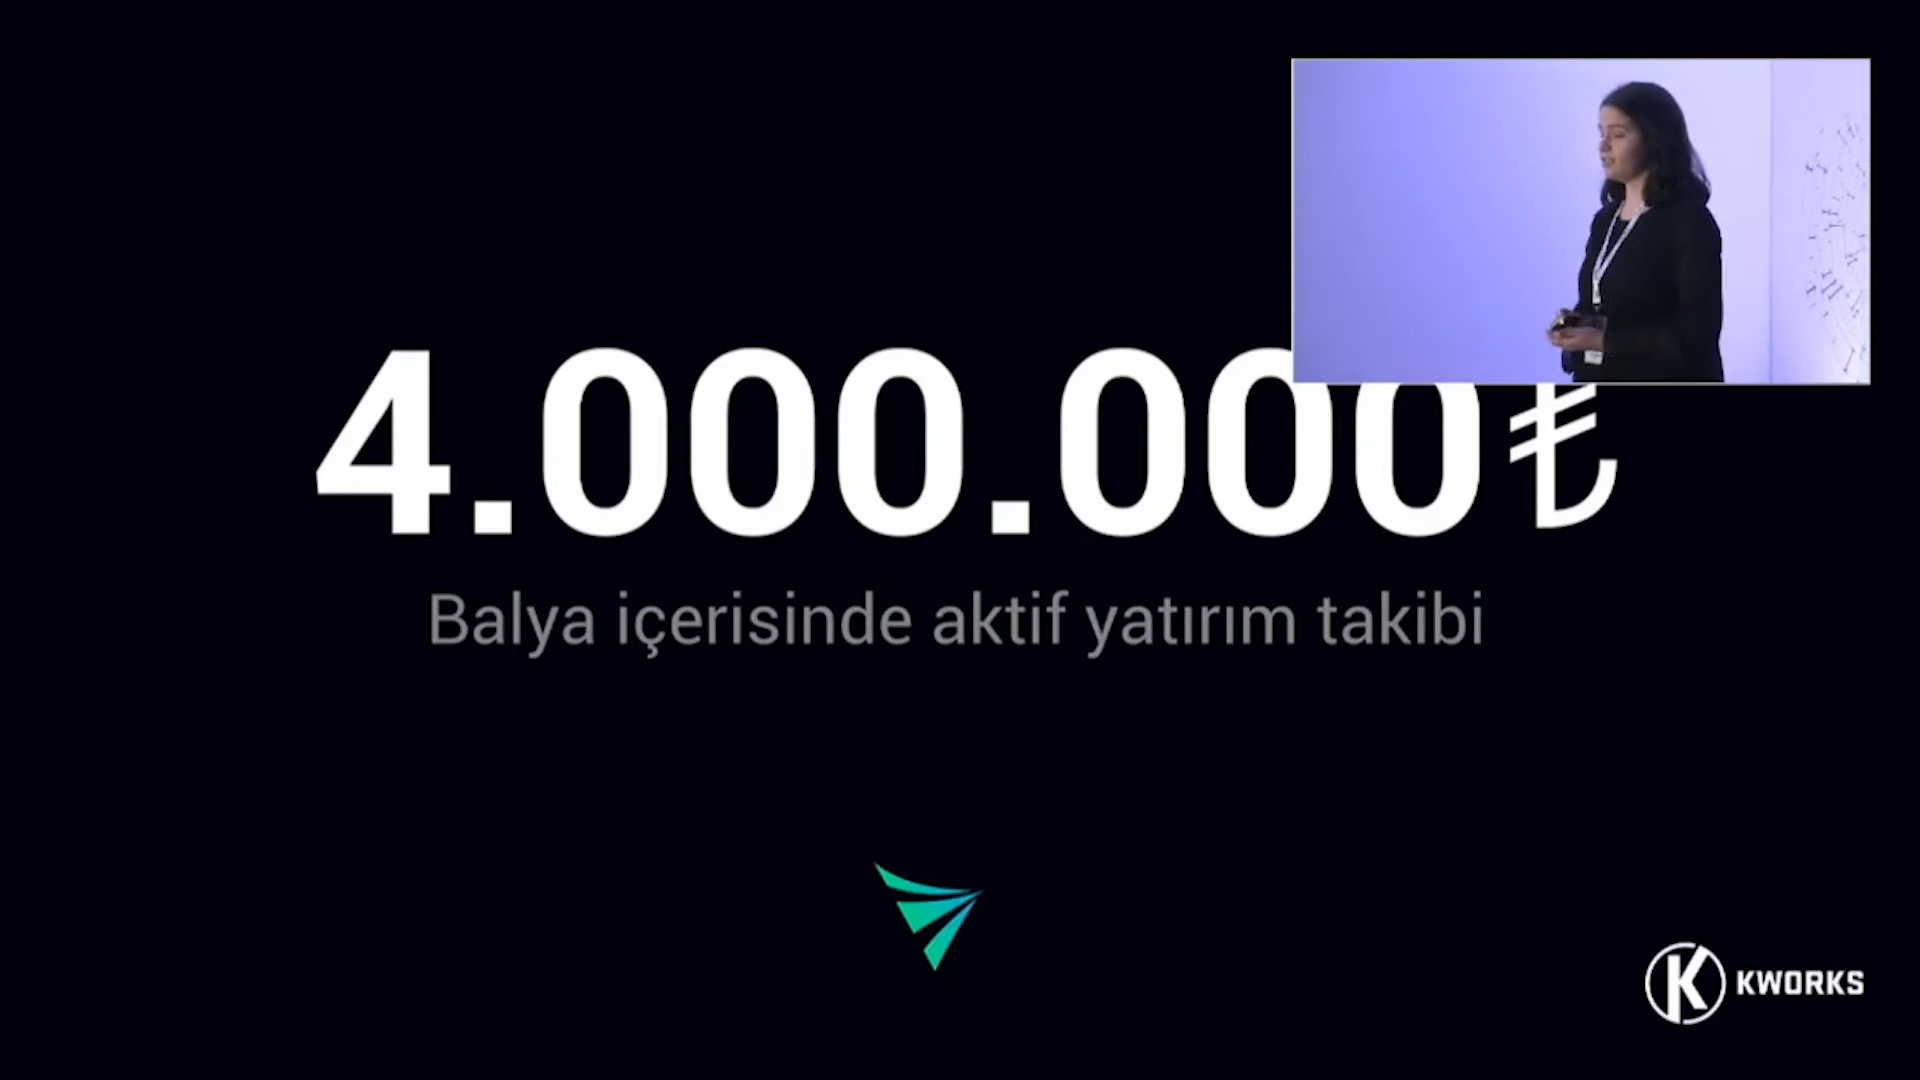 4.000.000₺
Balya içerisinde aktif yatırım takibi
KWORKS